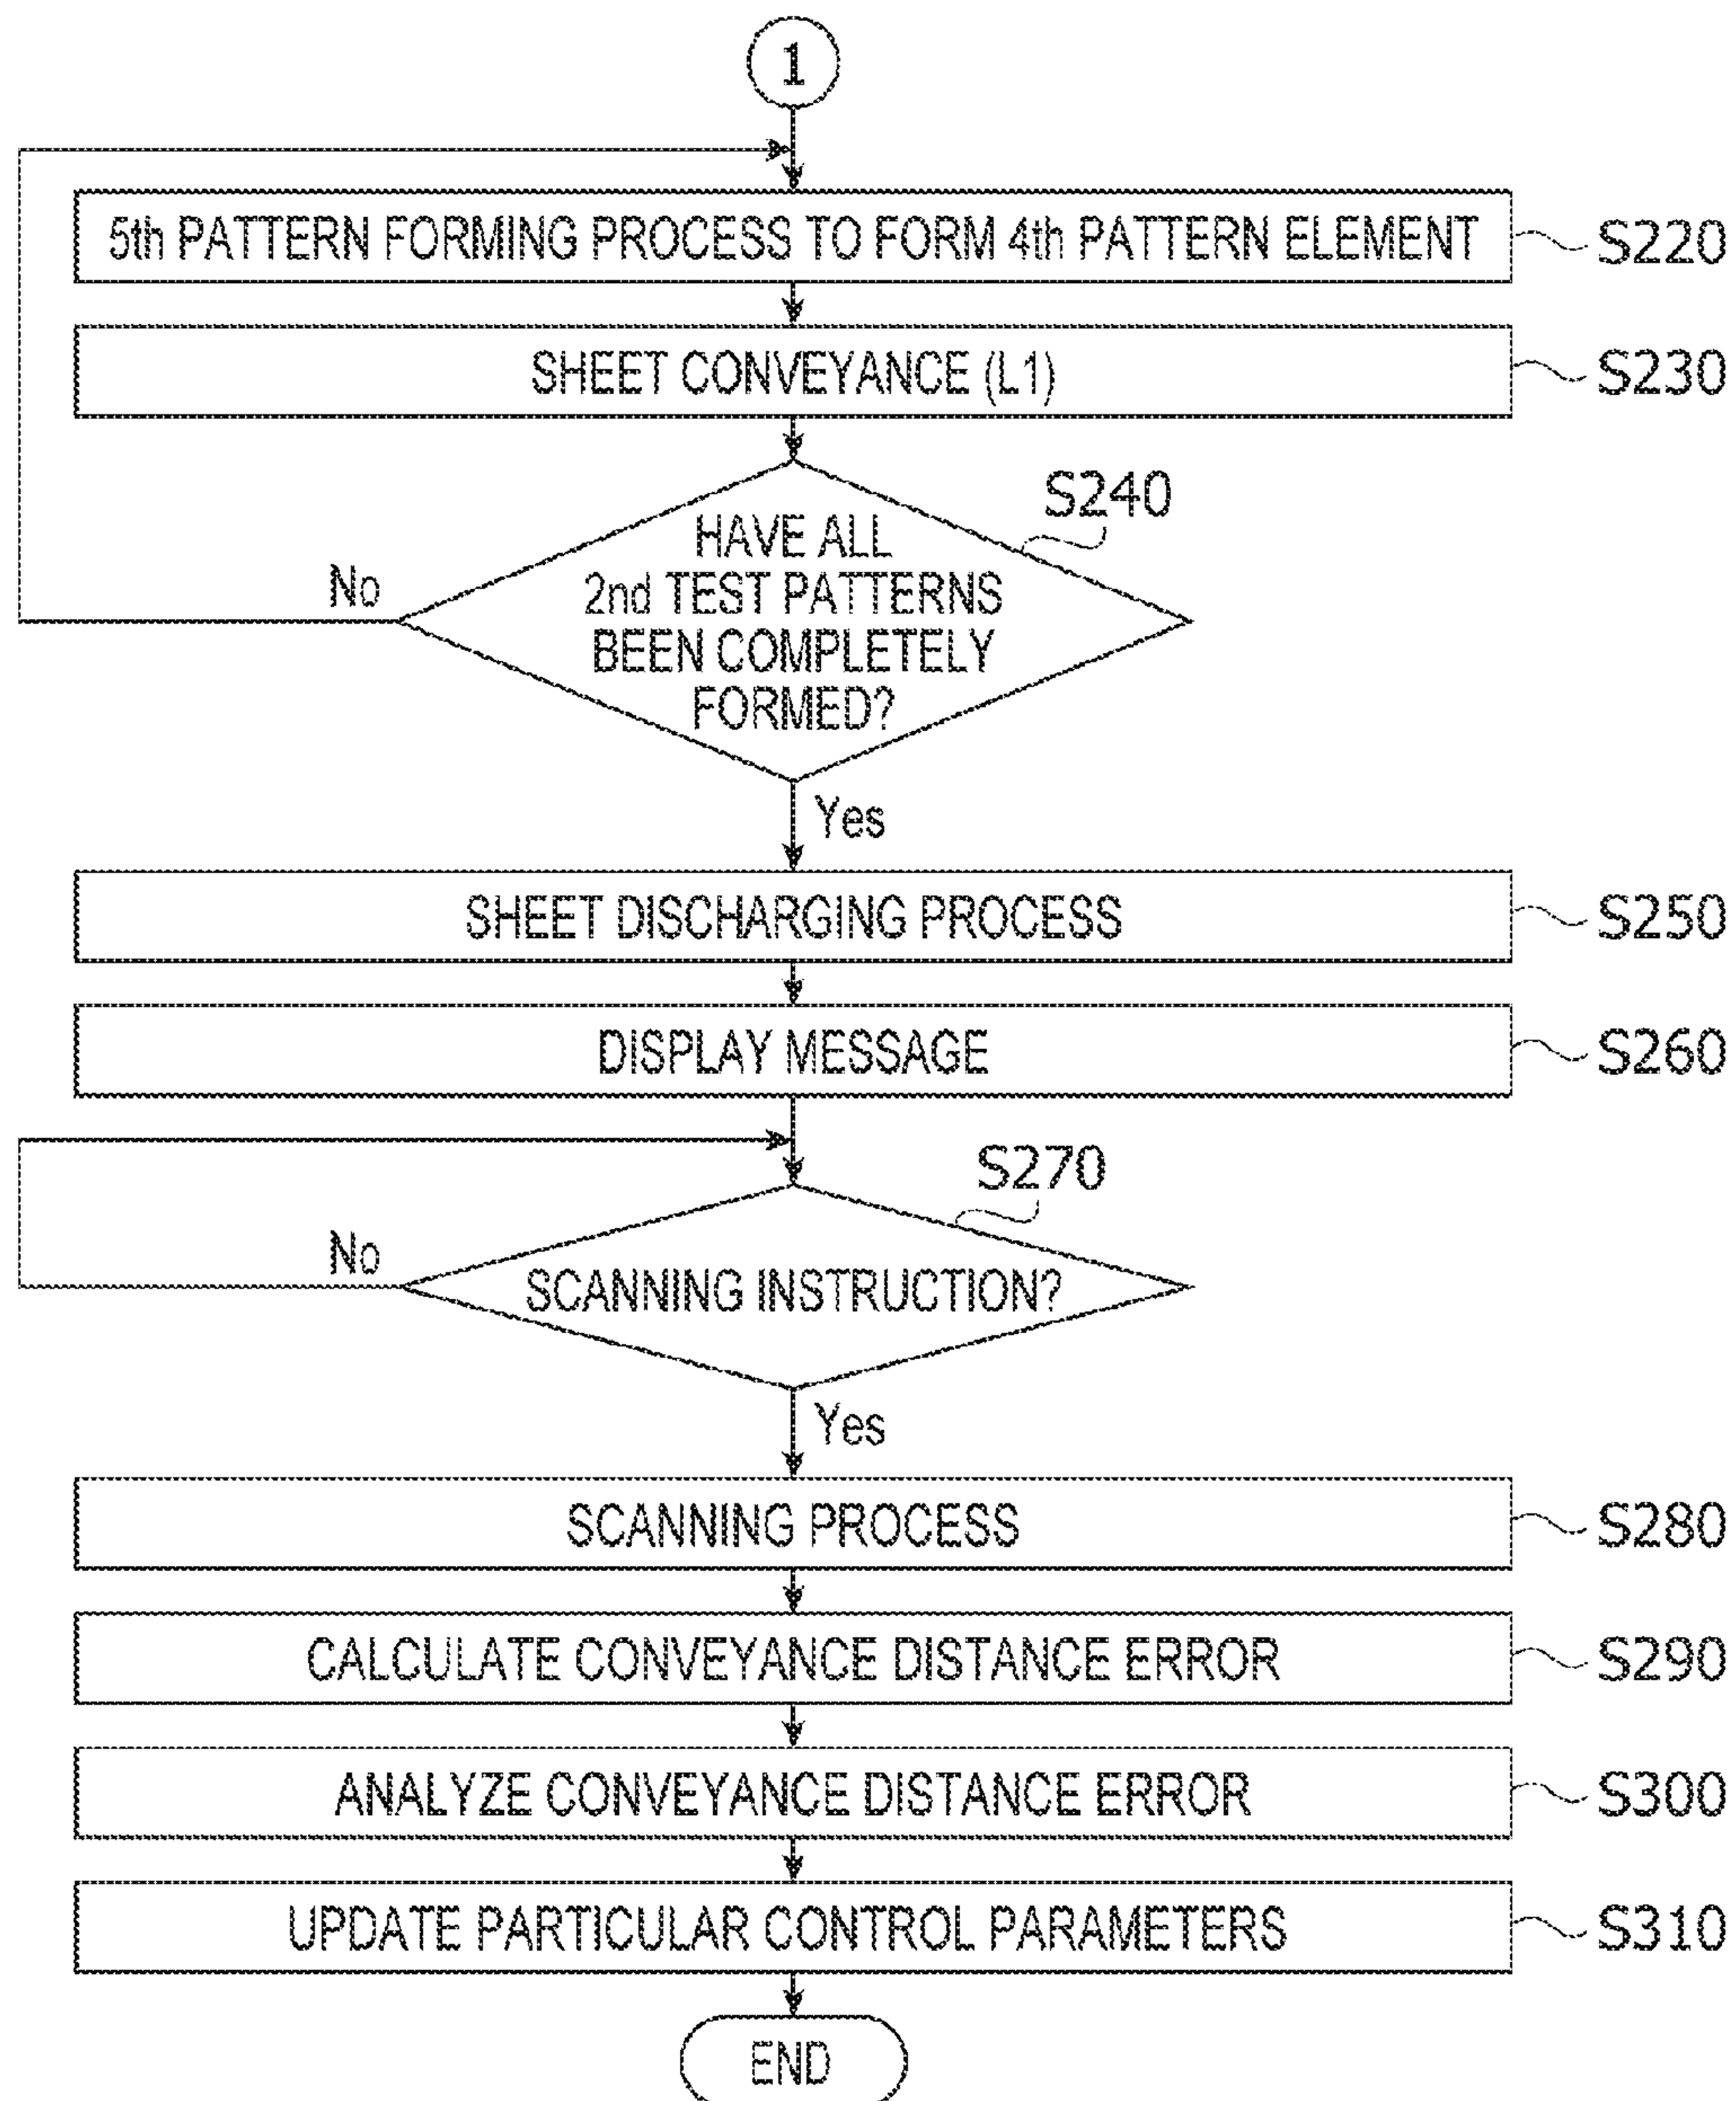 1
5th PATTERN FORMING PROCESS TO FORM 4th PATTERN ELEMENT
S220
SHEET CONVEYANCE (L1)
S230
S240
HAVE ALL
2nd TEST PATTERNS
BEEN COMPLETELY
FORMED?
No
Yes
SHEET DISCHARGING PROCESS
S250
DISPLAY MESSAGE
S260
S270
SCANNING INSTRUCTION?
No
Yes
SCANNING PROCESS
S280
CALCULATE CONVEYANCE DISTANCE ERROR
S290
ANALYZE CONVEYANCE DISTANCE ERROR
S300
UPDATE PARTICULAR CONTROL PARAMETERS
S310
END